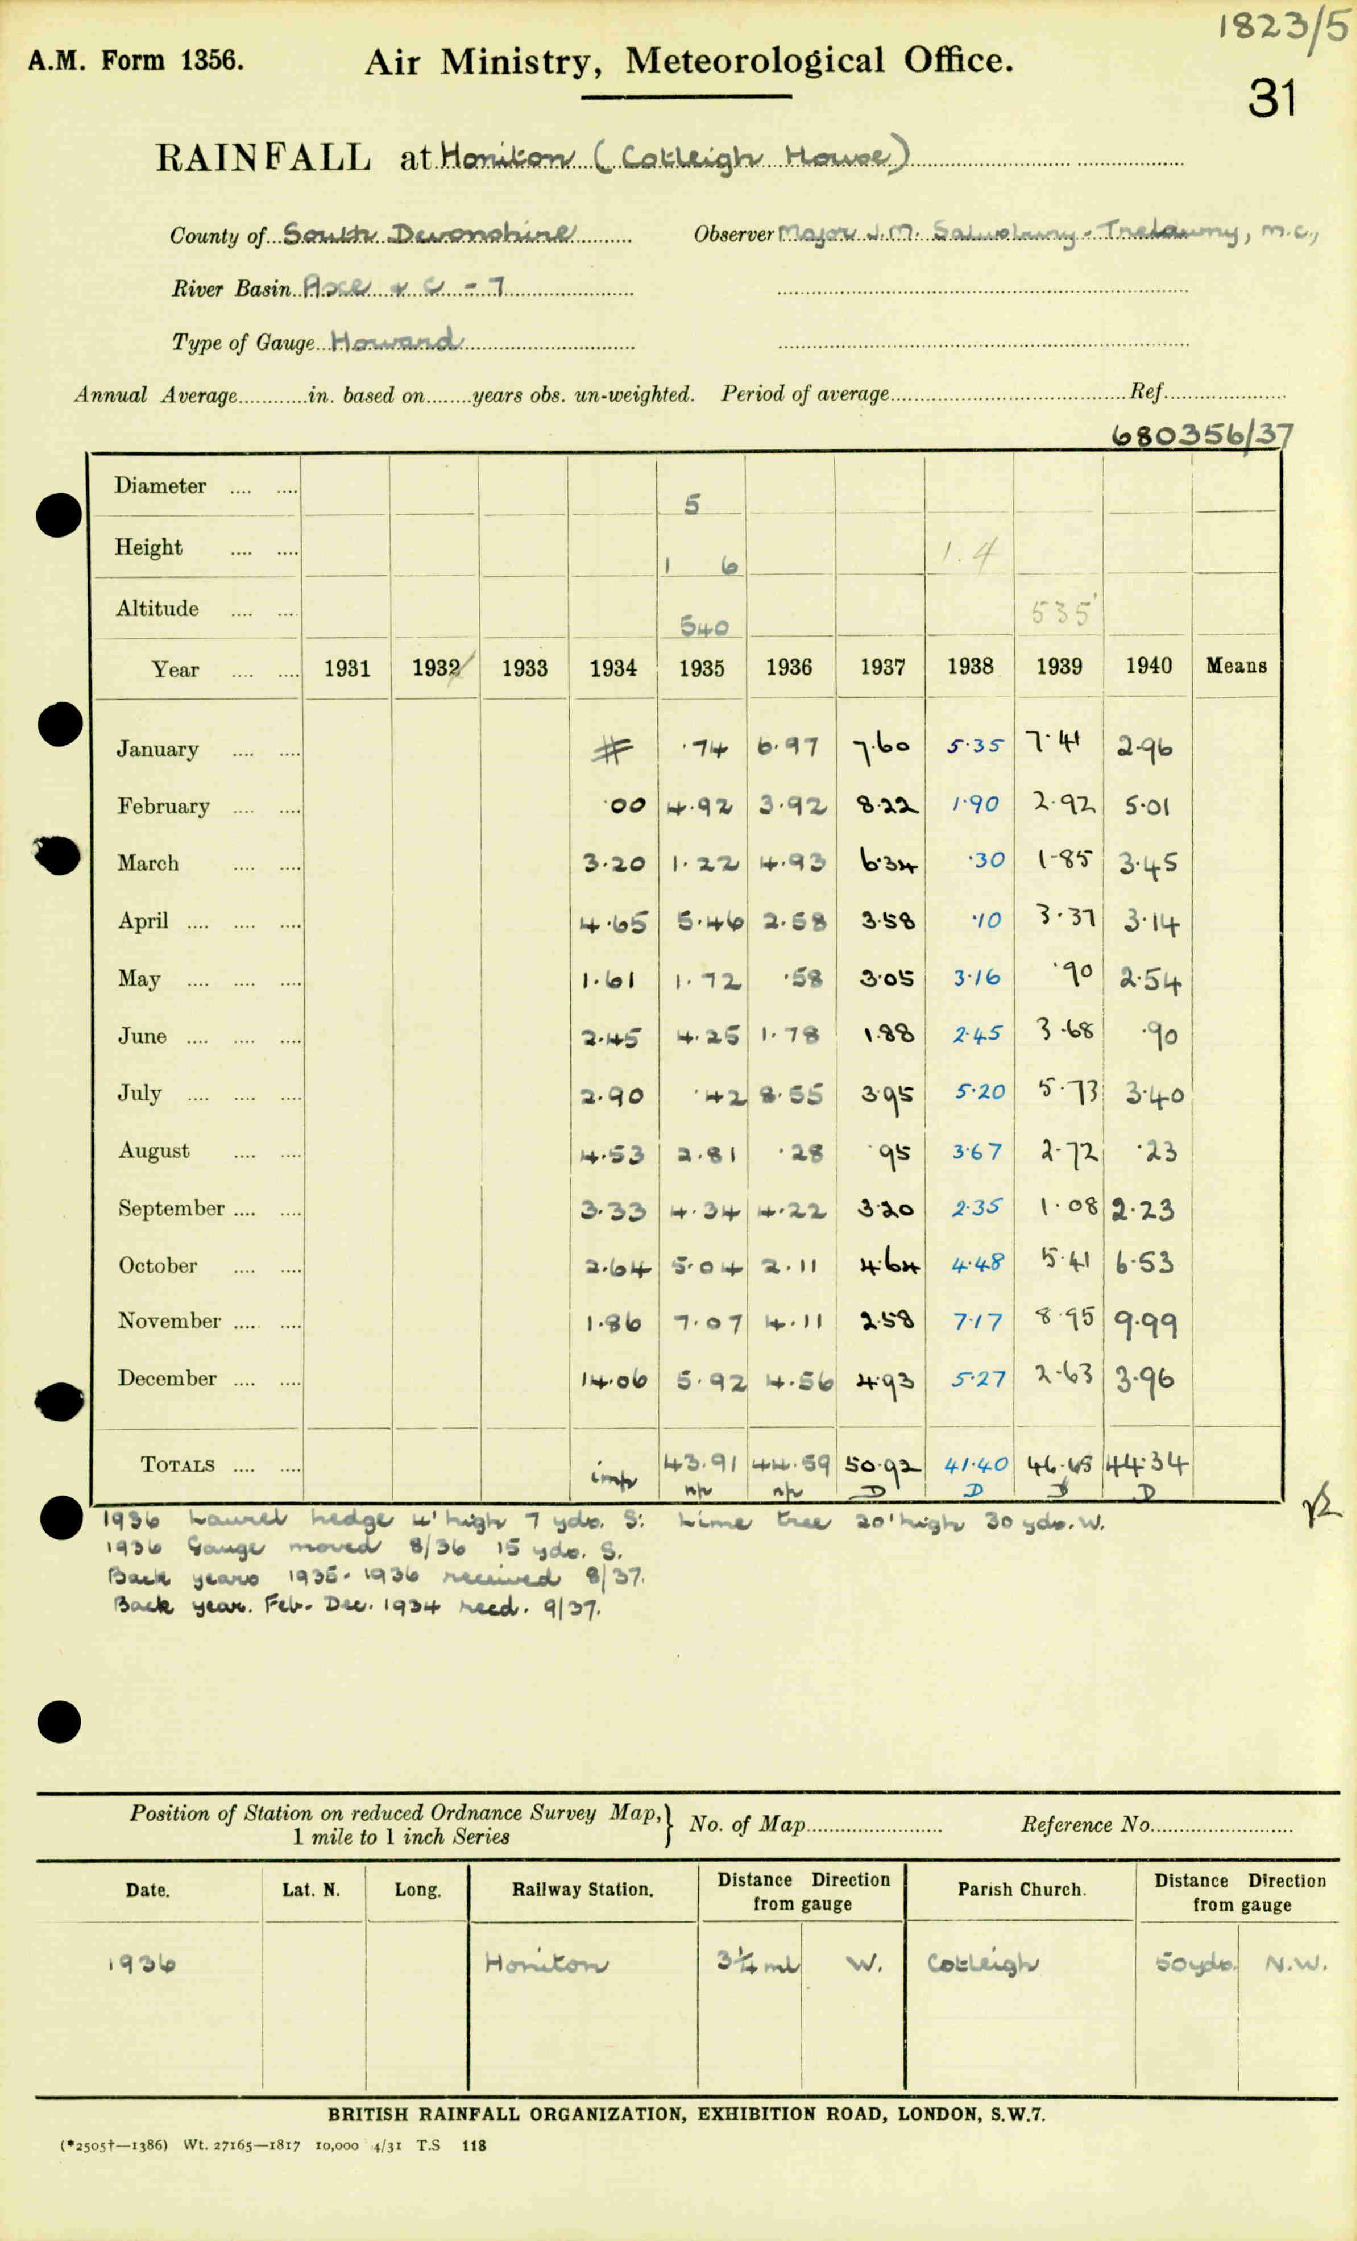 1823/5
A.M. Form 1356. Air Ministry, Meteorological Office.
31
RAINFALL at Honiton (Cotleigh House)
County of South Devonshire Observer Major J.M. Salusbury-Trelawny, M.C.,
River Basin Axe & C - 7
Type of Gauge Howard
Annual Average in. based on years obs. un-weighted. Period of average Ref.
680356/37
Diameter 5
Height 1 6 1.4
Altitude 540 535'
Year 1931 1932 1933 1934 1935 1936 1937 1938 1939 1940 Means
January # .74 6.97 7.60 5.35 7.41 2.96
February .00 4.92 3.92 8.22 1.90 2.92 5.01
March 3.20 1.22 4.93 6.34 .30 1.85 3.45
April 4.65 5.46 2.58 3.58 .10 3.37 3.14
May 1.61 1.72 .58 3.05 3.16 .90 2.54
June 2.45 4.25 1.78 1.88 2.45 3.68 .90
July 2.90 .42 8.55 3.95 5.20 5.73 3.40
August 4.53 2.81 .28 .95 3.67 2.72 .23
September 3.33 4.34 4.22 3.20 2.35 1.08 2.23
October 2.64 5.04 2.11 4.64 4.48 5.41 6.53
November 1.86 7.07 4.11 2.58 7.17 8.95 9.99
December 14.06 5.92 4.56 4.93 5.27 2.63 3.96
TOTALS imp 43.91 44.59 50.92 41.40 46.65 44.34
np np D D D D
1936 Laurel hedge 4' high 7 yds. S: Lime tree 20' high 30 yds. W.
1936 Gauge moved 8/36 15 yds. S.
Back years 1935-1936 received 8/37.
Back year. Feb-Dec. 1934 recd. 9/37.
Position of Station on reduced Ordnance Survey Map, } No. of Map Reference No.
1 mile to 1 inch Series
Date. Lat. N. Long. Railway Station. Distance Direction from gauge Parish Church. Distance Direction from gauge
1936 Honiton 3¼ ml W. Cotleigh 50 yds. N.W.
BRITISH RAINFALL ORGANIZATION, EXHIBITION ROAD, LONDON, S.W.7.
(*2505†—1386) Wt. 27165—1817 10,000 4/31 T.S 118